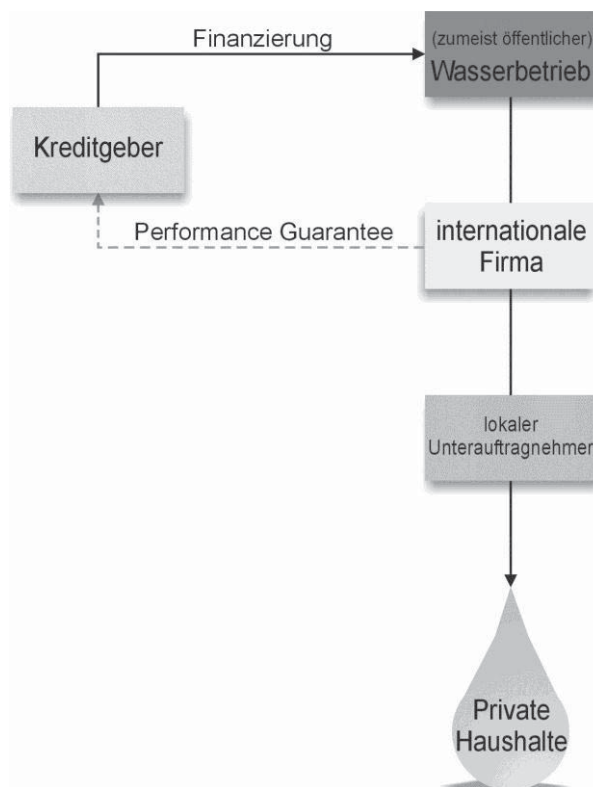 Finanzierung
(zumeist öffentlicher)
Wasserbetrieb
Kreditgeber
Performance Guarantee
internationale
Firma
lokaler
Unterauftragnehmer
Private
Haushalte